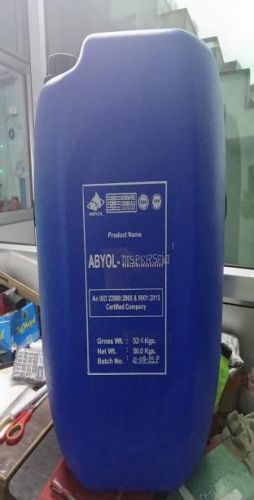 ABYOL
Product Name
ABYOL-DISPERSENT
An ISO 22000:2005 & 9001:2015
Certified Company
Gross Wt. : 52·1 Kgs.
Net Wt. : 50.0 Kgs.
Batch No. :